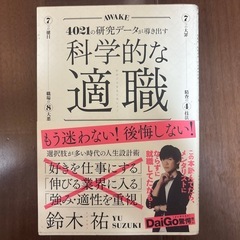 AWAKE
4021の研究データが導き出す
科学的な
適職
もう迷わない!後悔しない!
選択肢が多い時代の人生設計術
「好きを仕事にする」
「伸びる業界に入る」
「強み・適性を重視」
鈴木 祐
YU
SUZUKI
DaiGo驚愕!